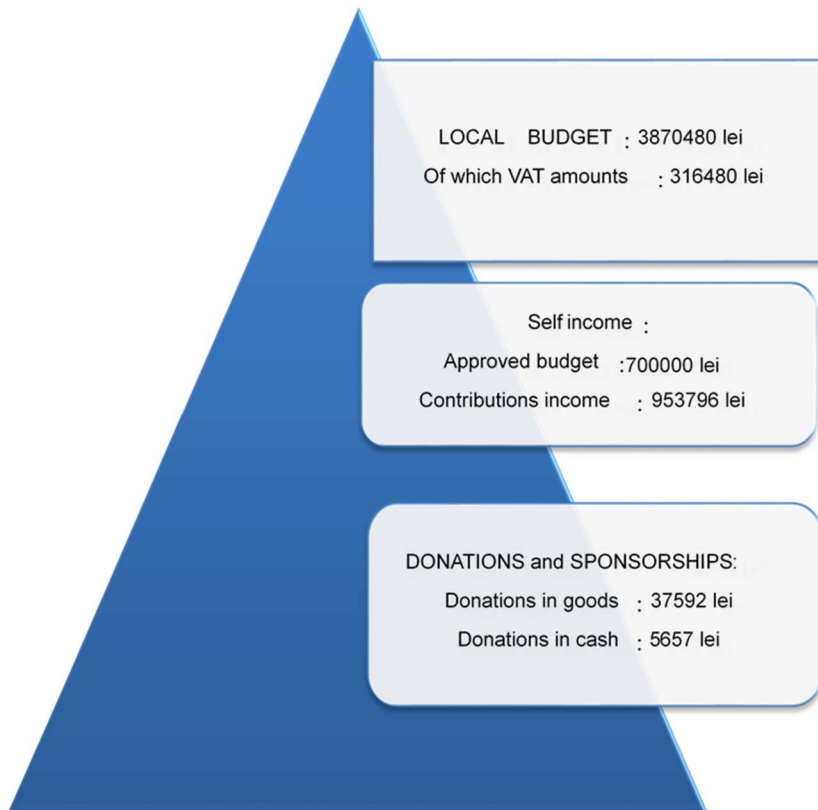 LOCAL BUDGET : 3870480 lei
Of which VAT amounts : 316480 lei
Self income :
Approved budget :700000 lei
Contributions income : 953796 lei
DONATIONS and SPONSORSHIPS:
Donations in goods : 37592 lei
Donations in cash : 5657 lei